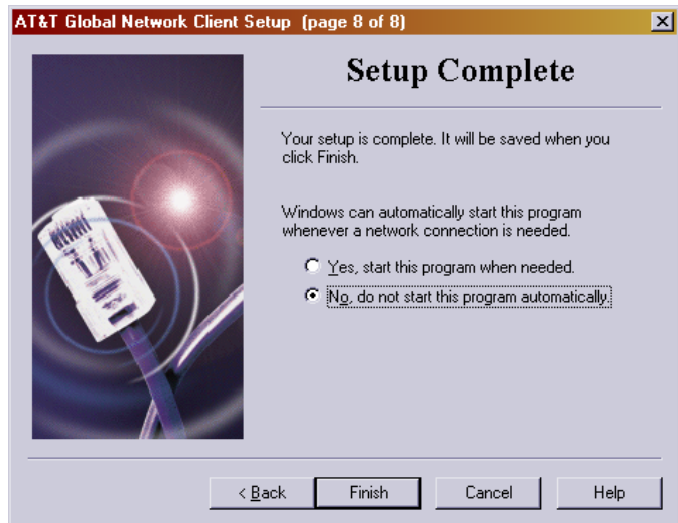 AT&T Global Network Client Setup (page 8 of 8)
Setup Complete
Your setup is complete. It will be saved when you
click Finish.
Windows can automatically start this program
whenever a network connection is needed.
Yes, start this program when needed.
No, do not start this program automatically.
< Back
Finish
Cancel
Help